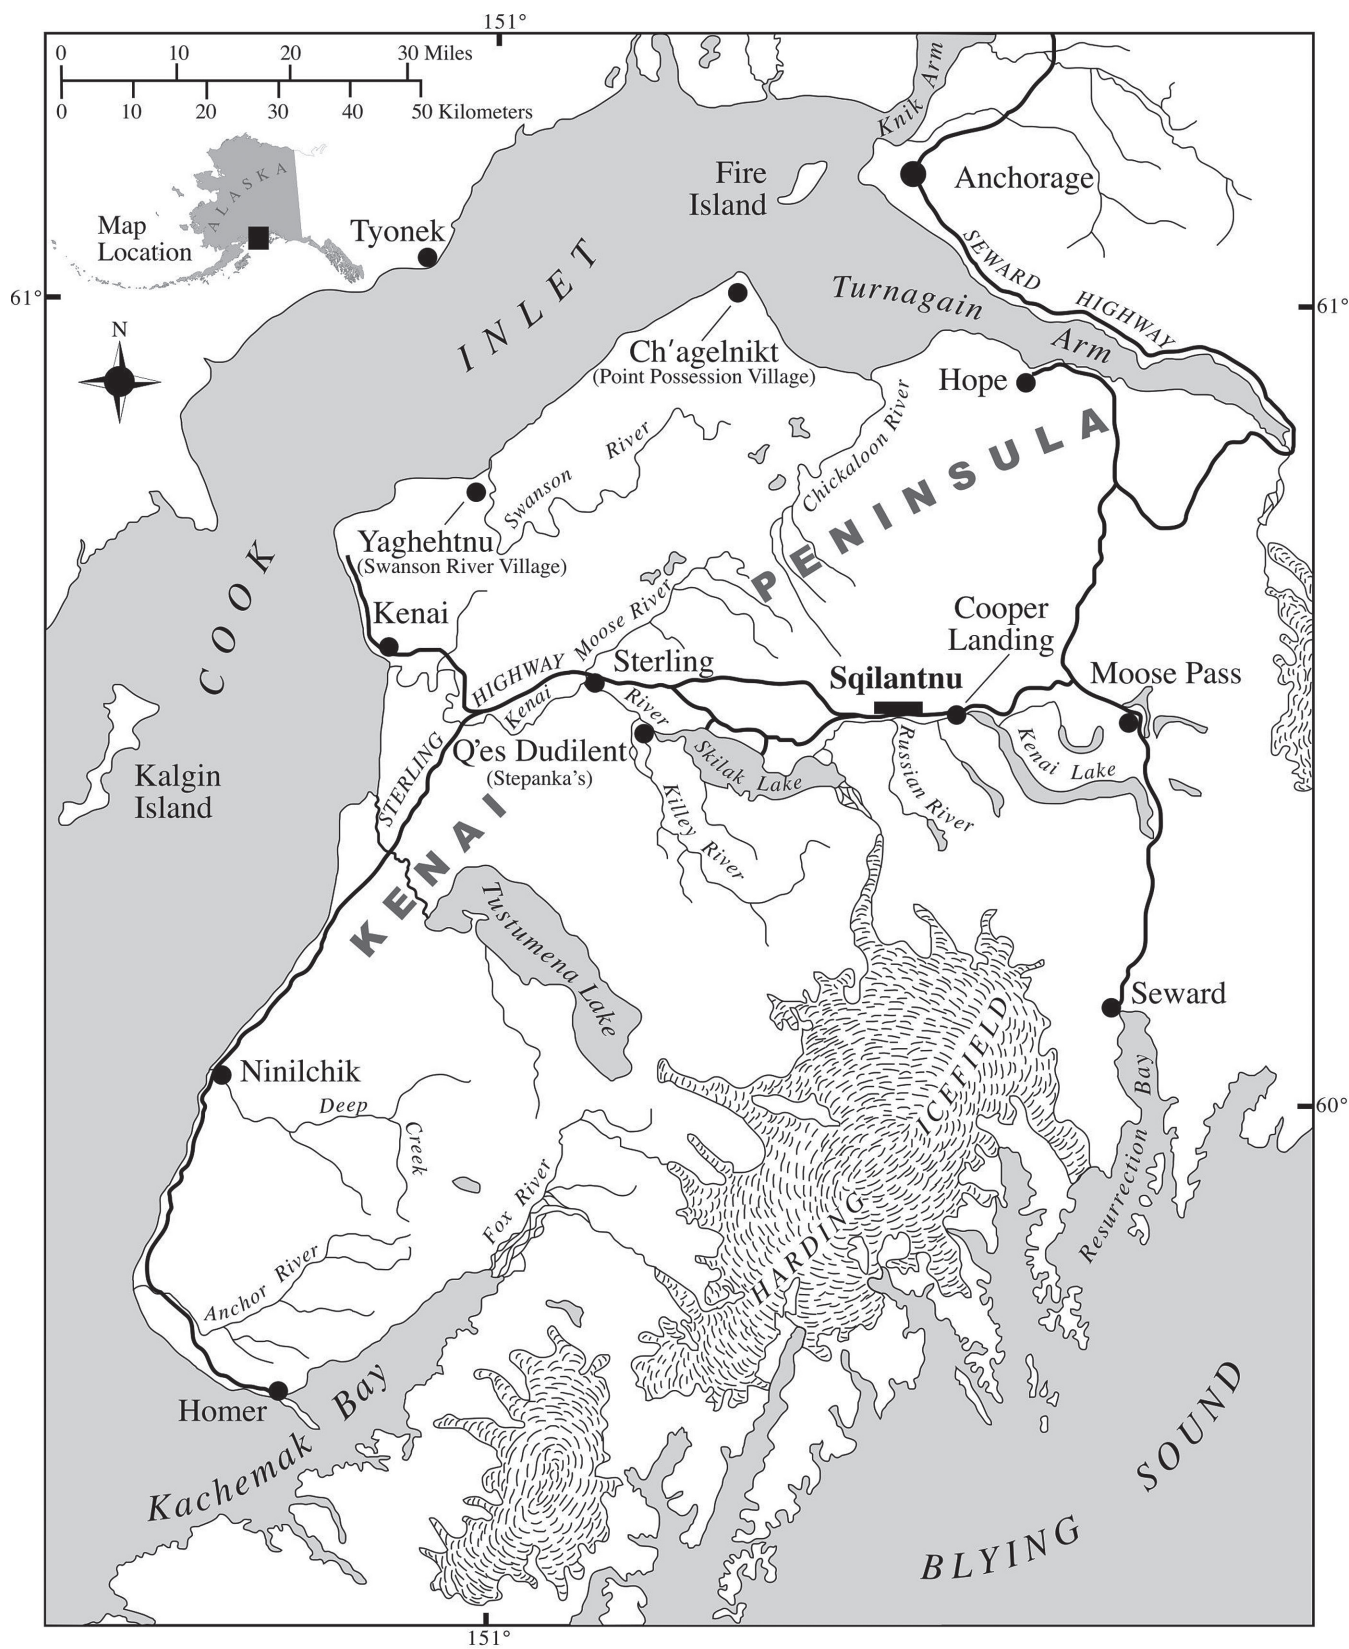 151°
0 10 20 30 Miles
0 10 20 30 40 50 Kilometers
ALASKA
Map
Location
N
61°
61°
Knik Arm
Anchorage
Fire
Island
Tyonek
COOK INLET
SEWARD HIGHWAY
Turnagain Arm
Ch'agelnikt
(Point Possession Village)
Hope
Chickaloon River
Swanson River
KENAI PENINSULA
Yaghehtnu
(Swanson River Village)
Kenai
Moose River
Cooper
Landing
STERLING HIGHWAY
Sterling
Sqilantnu
Moose Pass
Kenai River
Q'es Dudilent
(Stepanka's)
Skilak Lake
Russian River
Kenai Lake
Killey River
Kalgin
Island
Tustumena Lake
Seward
Ninilchik
Deep Creek
HARDING ICEFIELD
Resurrection Bay
60°
Fox River
Anchor River
Homer
Kachemak Bay
BLYING SOUND
151°